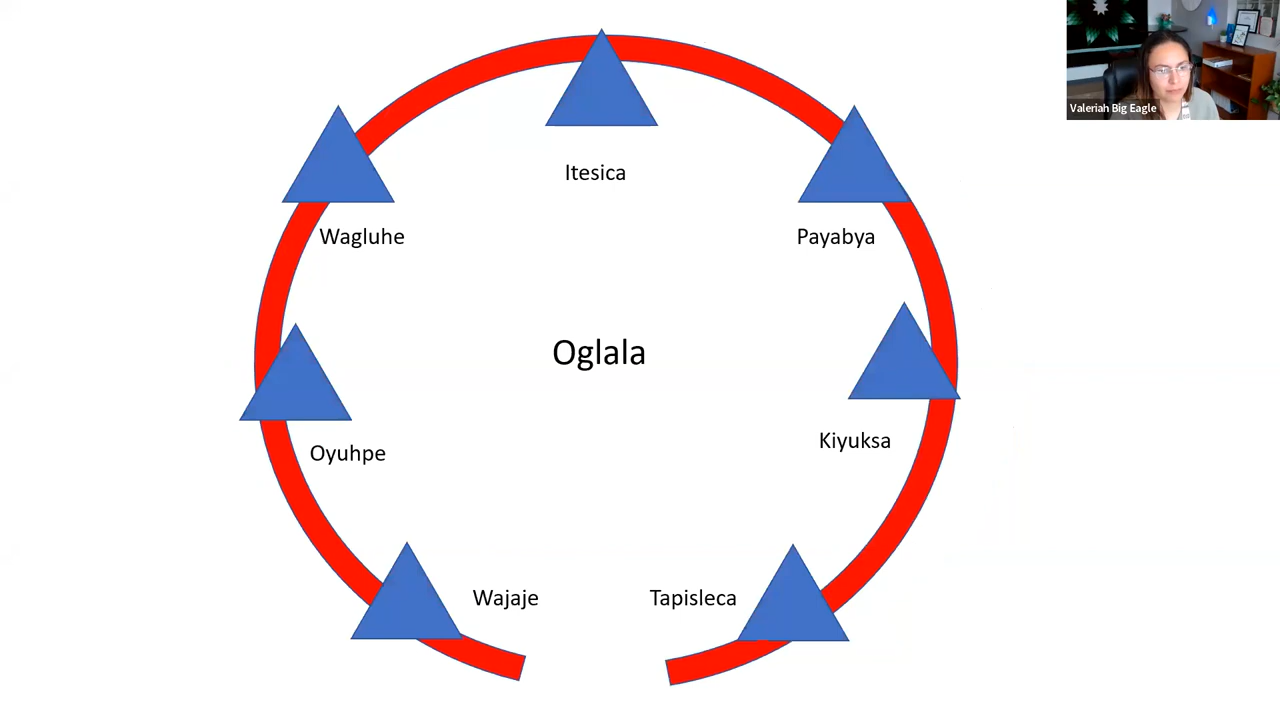 Valeriah Big Eagle
Itesica
Wagluhe
Payabya
Oglala
Kiyuksa
Oyuhpe
Wajaje
Tapisleca